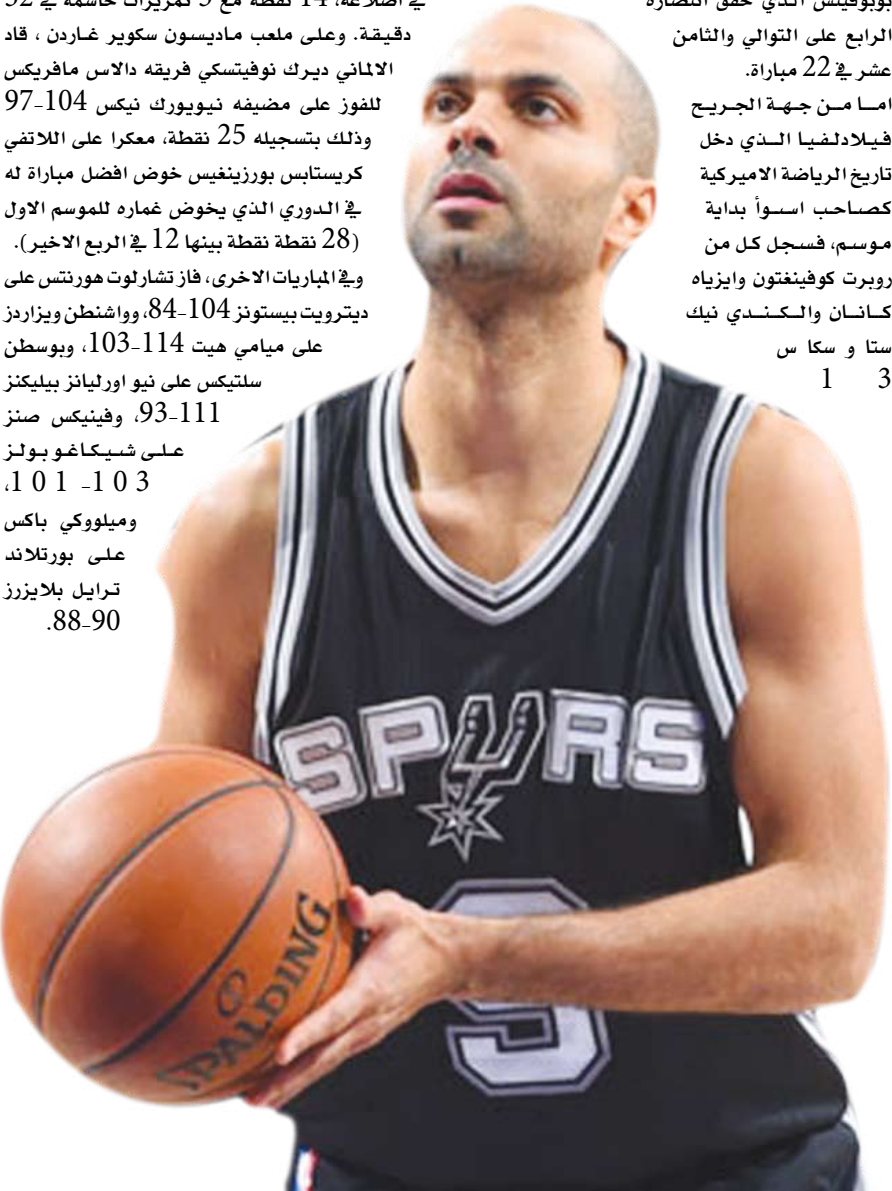 بوبوفيتش الذي حقق انتصاره
الرابع على التوالي والثامن
عشر في 22 مباراة.
اما من جهة الجريح
فيلادلفيا الذي دخل
تاريخ الرياضة الاميركية
كصاحب اسوأ بداية
موسم، فسجل كل من
روبرت كوفينغتون وايزياه
كانان والكندي نيك
ستا و سكا س
1 3
في اضلاعه، 14 نقطة مع 5 تمريرات حاسمة في 32
دقيقة. وعلى ملعب ماديسون سكوير غاردن ، قاد
الالماني ديرك نوفيتسكي فريقه دالاس مافريكس
للفوز على مضيفه نيويورك نيكس 104-97
وذلك بتسجيله 25 نقطة، معكرا على اللاتفي
كريستابس بورزينغيس خوض افضل مباراة له
في الدوري الذي يخوض غماره للموسم الاول
(28 نقطة نقطة بينها 12 في الربع الاخير).
وفي المباريات الاخرى، فاز تشارلوت هورنتس على
ديترويت بيستونز 104-84، وواشنطن ويزاردز
على ميامي هيت 114-103، وبوسطن
سلتيكس على نيو اورليانز بيليكنز
111-93، وفينيكس صنز
على شيكاغو بولز
103-101،
وميلووكي باكس
على بورتلاند
ترايل بلايزرز
90-88.
SPURS
9
SPALDING